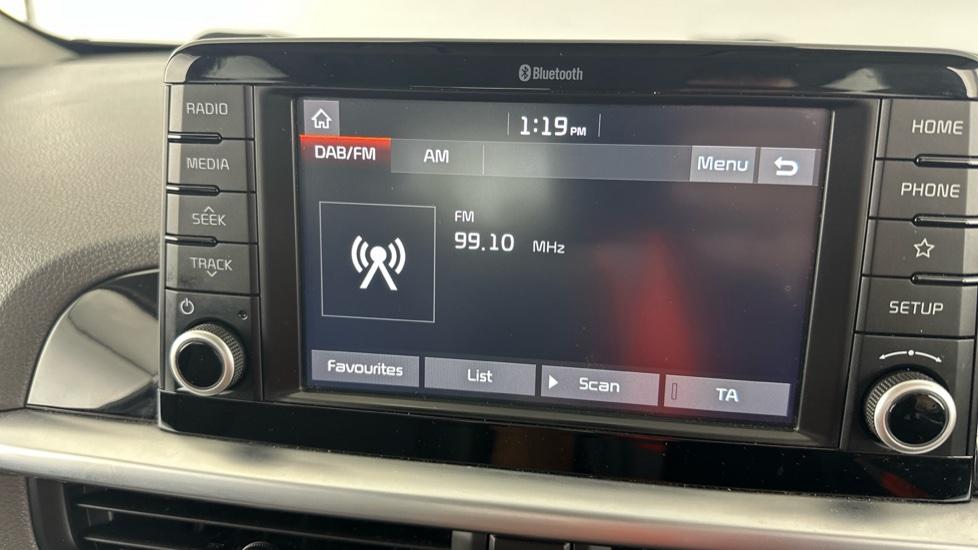 Bluetooth
RADIO
MEDIA
SEEK
TRACK
1:19 PM
DAB/FM AM Menu
FM
99.10 MHz
Favourites List Scan TA
HOME
PHONE
SETUP